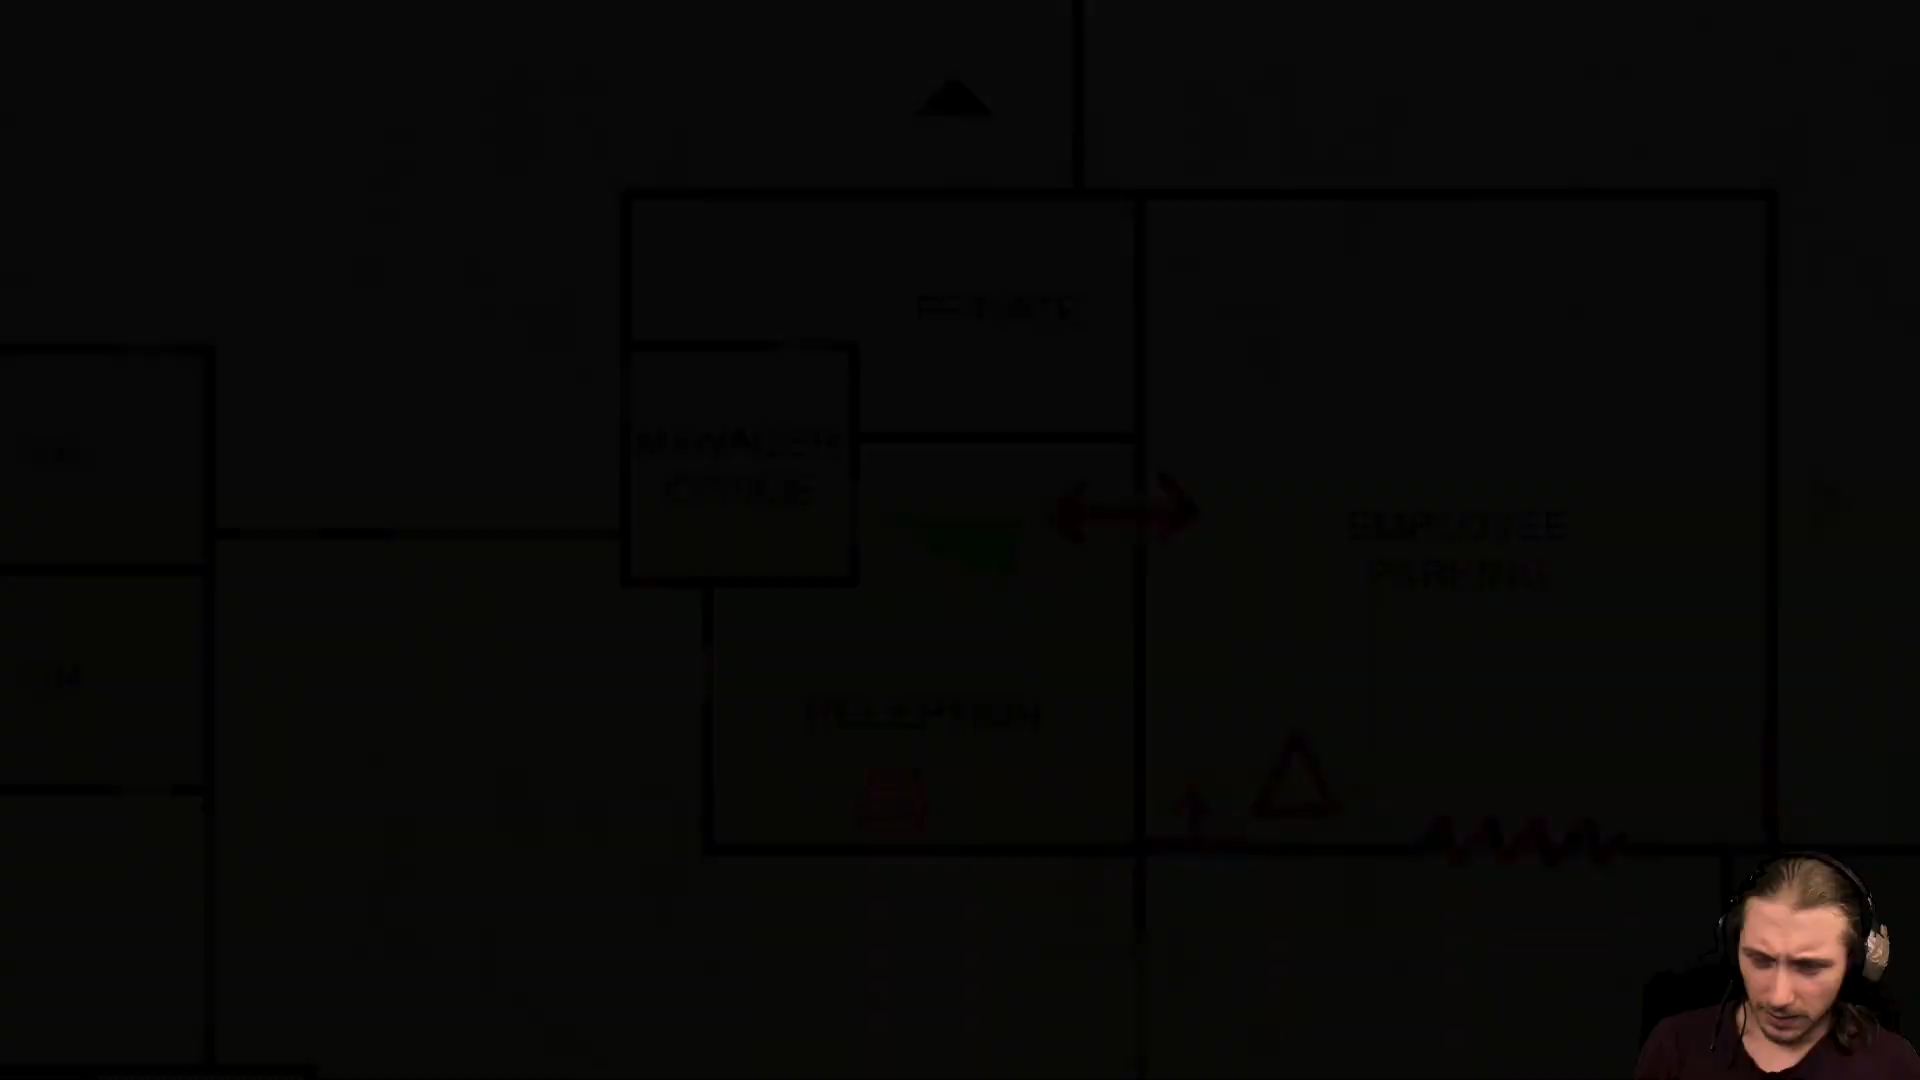 PRIVATE
MANAGER
OFFICE
EMPLOYEE
PARKING
RECEPTION